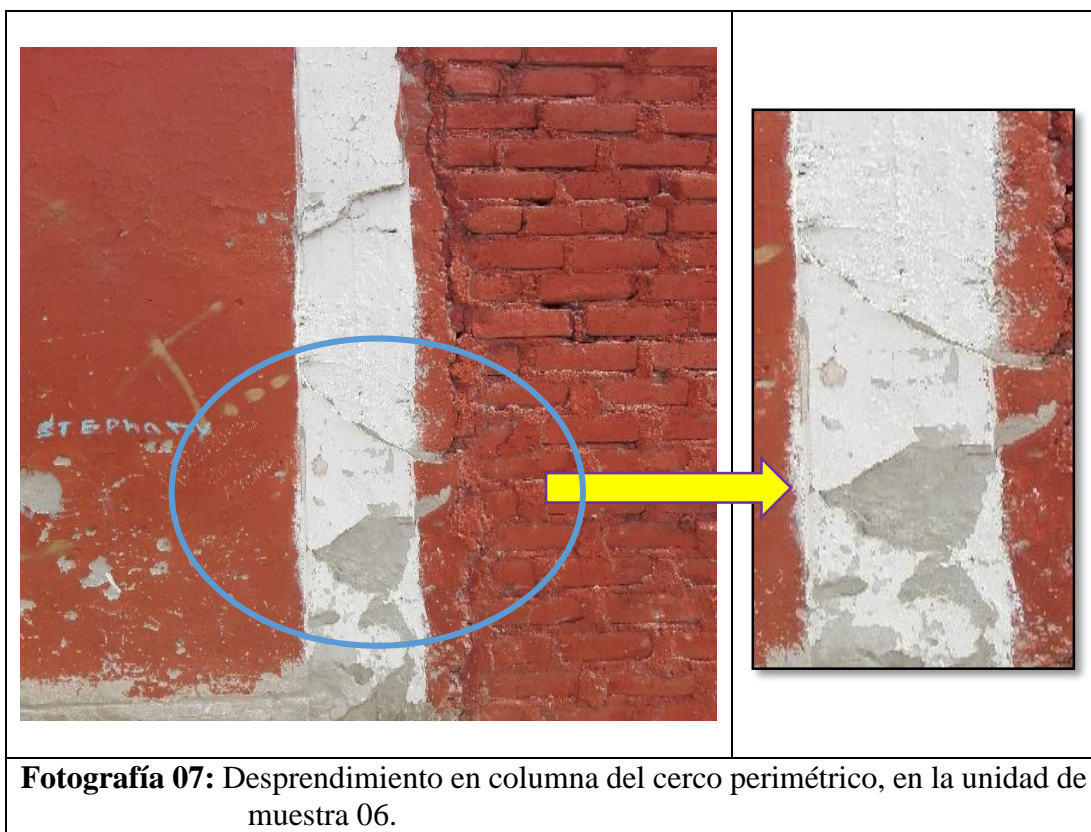 STEPHANY
Fotografía 07: Desprendimiento en columna del cerco perimétrico, en la unidad de
muestra 06.